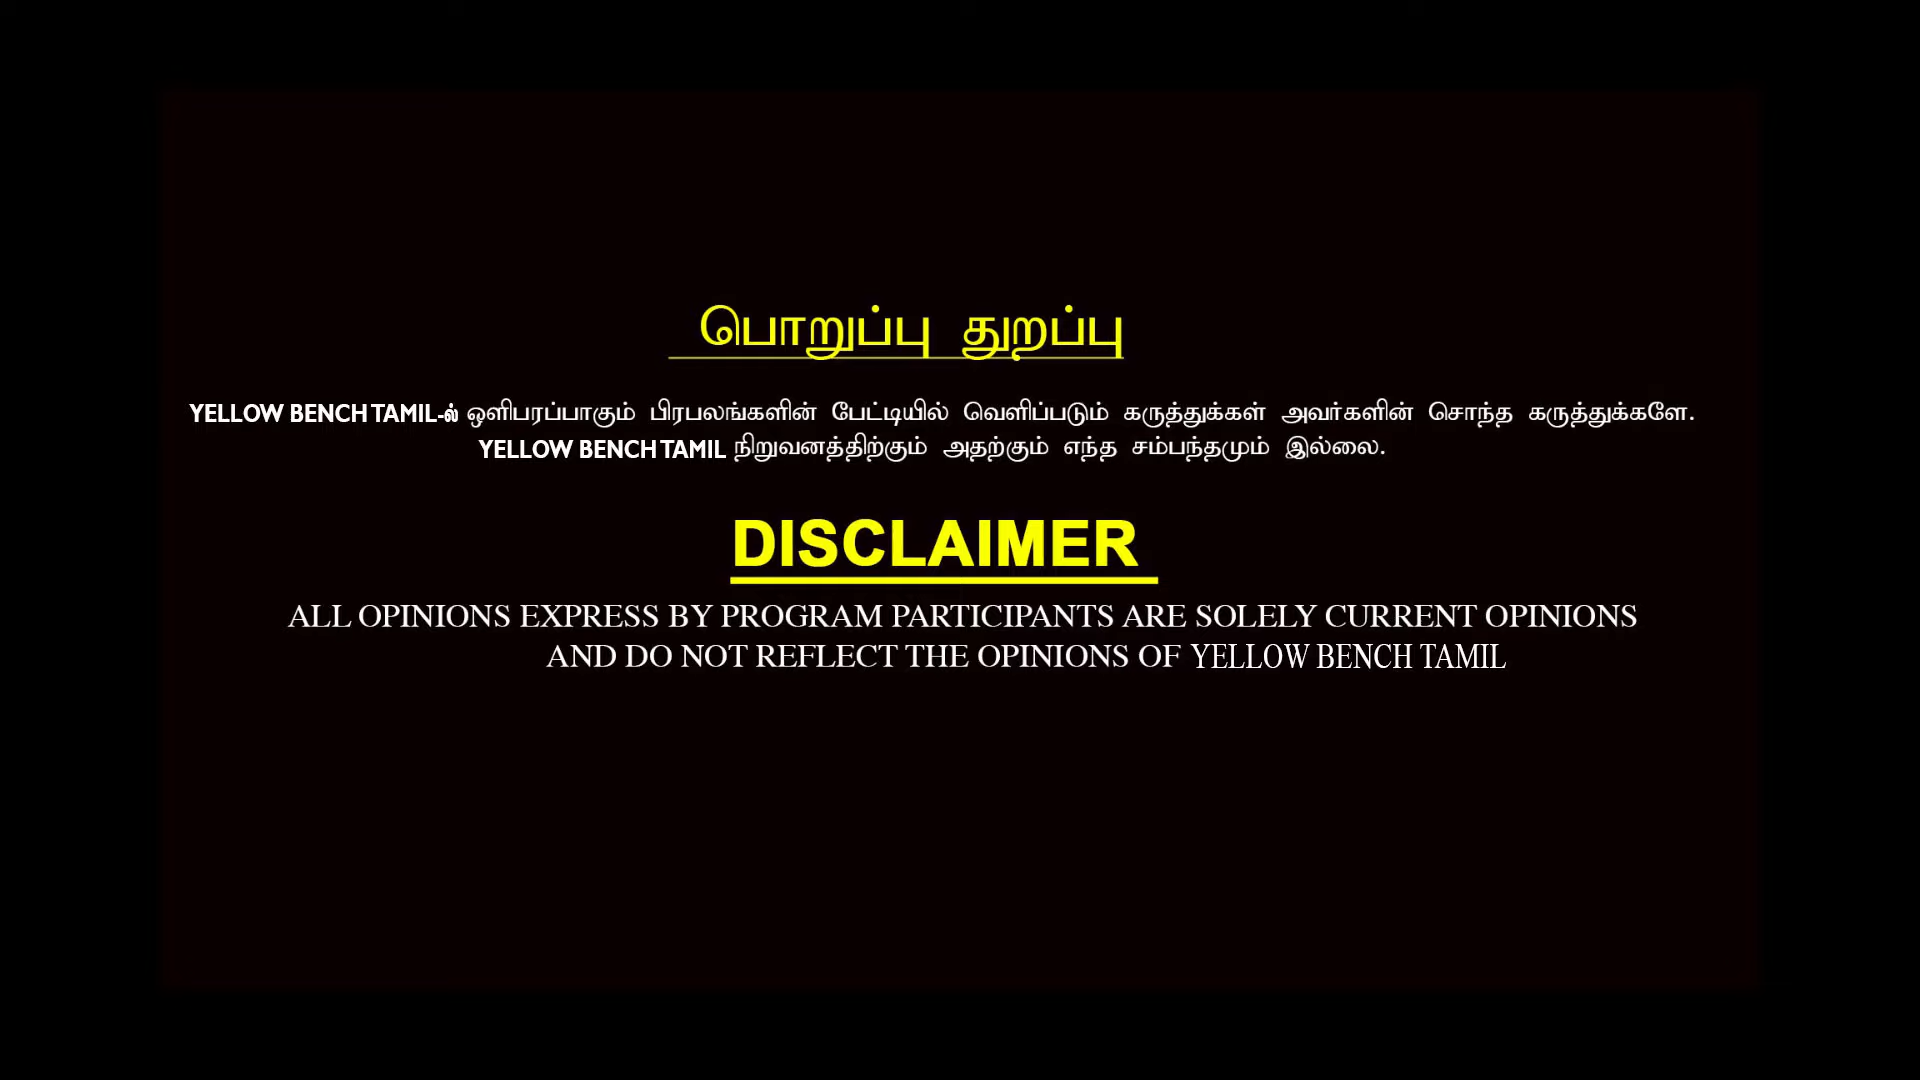 பொறுப்பு துறப்பு
YELLOW BENCH TAMIL-ல் ஒளிபரப்பாகும் பிரபலங்களின் பேட்டியில் வெளிப்படும் கருத்துக்கள் அவர்களின் சொந்த கருத்துக்களே.
YELLOW BENCH TAMIL நிறுவனத்திற்கும் அதற்கும் எந்த சம்பந்தமும் இல்லை.
DISCLAIMER
ALL OPINIONS EXPRESS BY PROGRAM PARTICIPANTS ARE SOLELY CURRENT OPINIONS
AND DO NOT REFLECT THE OPINIONS OF YELLOW BENCH TAMIL